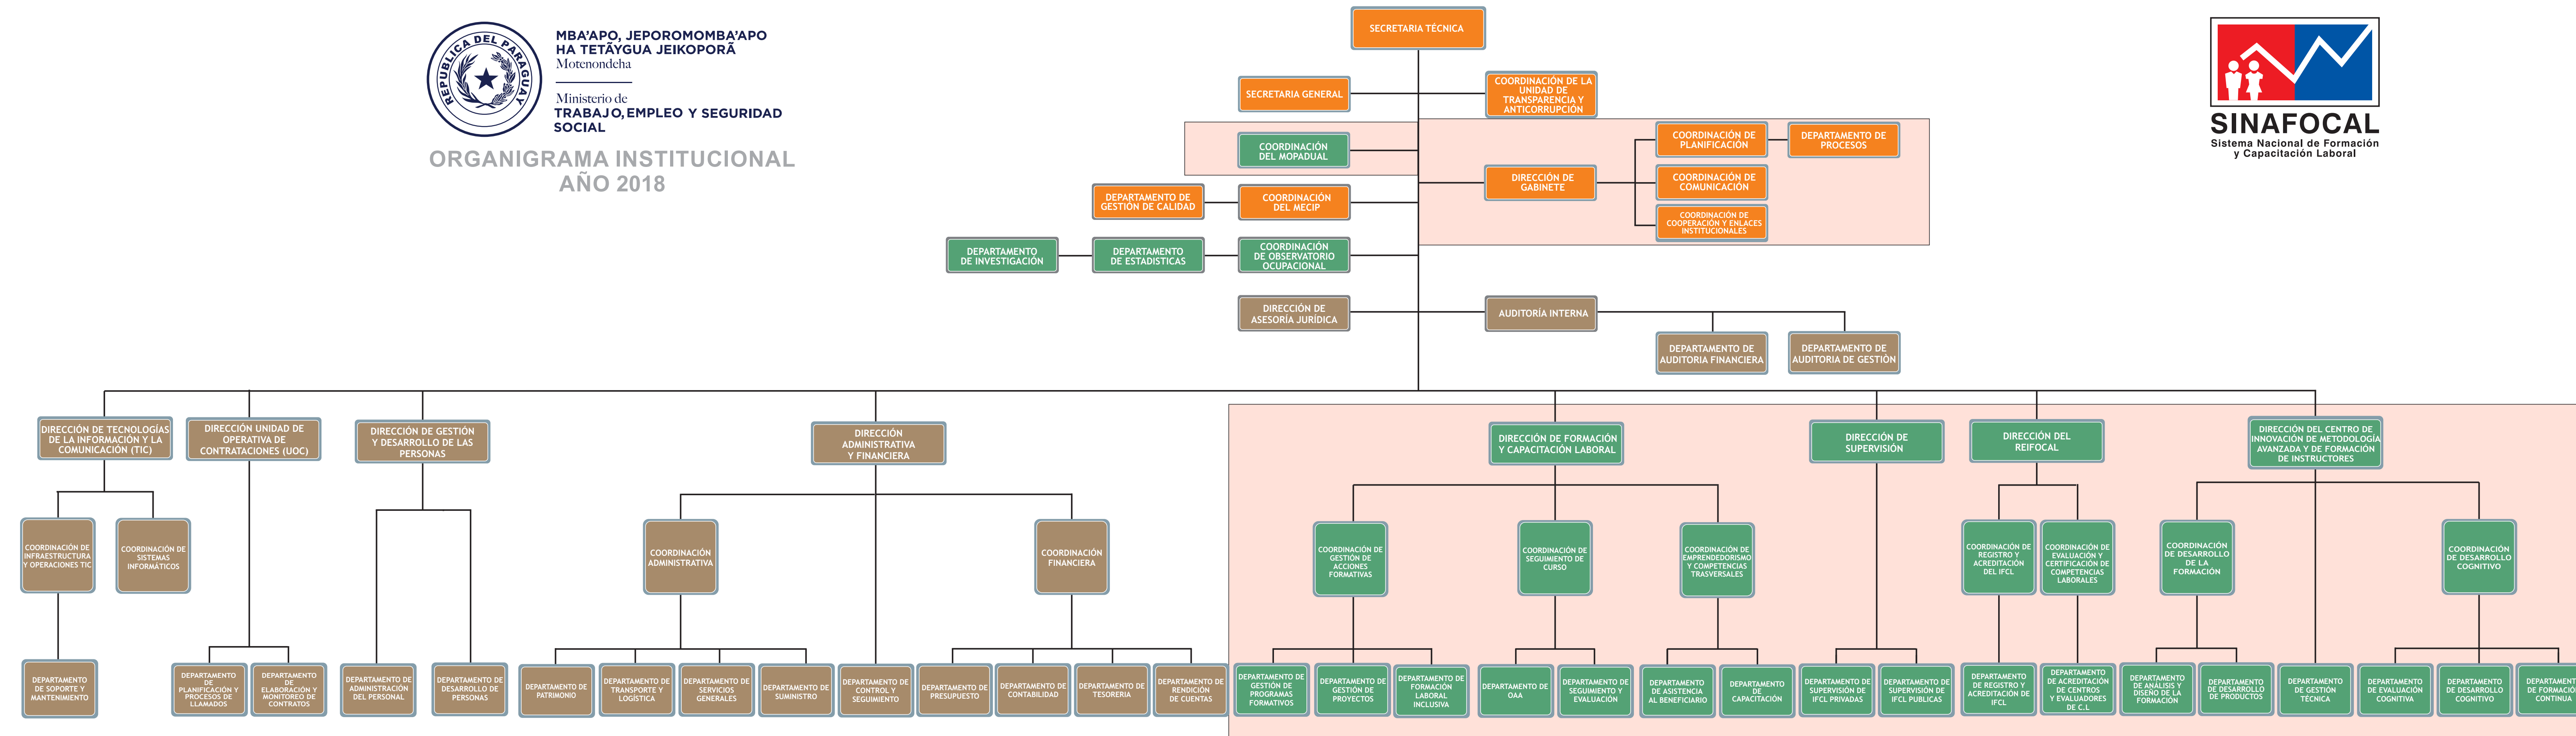 REPUBLICA DEL PARAGUAY
MBA'APO, JEPOROMOMBA'APO
HA TETÃYGUA JEIKOPORÃ
Motenondeha
Ministerio de
TRABAJO, EMPLEO Y SEGURIDAD
SOCIAL
ORGANIGRAMA INSTITUCIONAL
AÑO 2018
SINAFOCAL
Sistema Nacional de Formación
y Capacitación Laboral
SECRETARIA TÉCNICA
SECRETARIA GENERAL
COORDINACIÓN DE LA
UNIDAD DE
TRANSPARENCIA Y
ANTICORRUPCIÓN
COORDINACIÓN
DEL MOPADUAL
COORDINACIÓN DE
PLANIFICACIÓN
DEPARTAMENTO DE
PROCESOS
DIRECCIÓN DE
GABINETE
COORDINACIÓN DE
COMUNICACIÓN
COORDINACIÓN DE
COOPERACIÓN Y ENLACES
INSTITUCIONALES
DEPARTAMENTO DE
GESTIÓN DE CALIDAD
COORDINACIÓN
DEL MECIP
DEPARTAMENTO
DE INVESTIGACIÓN
DEPARTAMENTO
DE ESTADISTICAS
COORDINACIÓN
DE OBSERVATORIO
OCUPACIONAL
DIRECCIÓN DE
ASESORÍA JURÍDICA
AUDITORÍA INTERNA
DEPARTAMENTO DE
AUDITORIA FINANCIERA
DEPARTAMENTO DE
AUDITORIA DE GESTIÓN
DIRECCIÓN DE TECNOLOGÍAS
DE LA INFORMACIÓN Y LA
COMUNICACIÓN (TIC)
DIRECCIÓN UNIDAD DE
OPERATIVA DE
CONTRATACIONES (UOC)
DIRECCIÓN DE GESTIÓN
Y DESARROLLO DE LAS
PERSONAS
DIRECCIÓN
ADMINISTRATIVA
Y FINANCIERA
DIRECCIÓN DE FORMACIÓN
Y CAPACITACIÓN LABORAL
DIRECCIÓN DE
SUPERVISIÓN
DIRECCIÓN DEL
REIFOCAL
DIRECCIÓN DEL CENTRO DE
INNOVACIÓN DE METODOLOGÍA
AVANZADA Y DE FORMACIÓN
DE INSTRUCTORES
COORDINACIÓN DE
INFRAESTRUCTURA
Y OPERACIONES TIC
COORDINACIÓN DE
SISTEMAS
INFORMÁTICOS
COORDINACIÓN
ADMINISTRATIVA
COORDINACIÓN
FINANCIERA
COORDINACIÓN DE
GESTIÓN DE
ACCIONES
FORMATIVAS
COORDINACIÓN DE
SEGUIMIENTO DE
CURSO
COORDINACIÓN DE
EMPRENDEDORISMO
Y COMPETENCIAS
TRASVERSALES
COORDINACIÓN DE
REGISTRO Y
ACREDITACIÓN
DEL IFCL
COORDINACIÓN DE
EVALUACIÓN Y
CERTIFICACIÓN DE
COMPETENCIAS
LABORALES
COORDINACIÓN
DE DESARROLLO
DE LA
FORMACIÓN
COORDINACIÓN
DE DESARROLLO
COGNITIVO
DEPARTAMENTO
DE SOPORTE Y
MANTENIMIENTO
DEPARTAMENTO
DE
PLANIFICACIÓN Y
PROCESOS DE
LLAMADOS
DEPARTAMENTO
DE
ELABORACIÓN Y
MONITOREO DE
CONTRATOS
DEPARTAMENTO DE
ADMINISTRACIÓN
DEL PERSONAL
DEPARTAMENTO DE
DESARROLLO DE
PERSONAS
DEPARTAMENTO DE
PATRIMONIO
DEPARTAMENTO DE
TRANSPORTE Y
LOGÍSTICA
DEPARTAMENTO DE
SERVICIOS
GENERALES
DEPARTAMENTO DE
SUMINISTRO
DEPARTAMENTO DE
CONTROL Y
SEGUIMIENTO
DEPARTAMENTO DE
PRESUPUESTO
DEPARTAMENTO DE
CONTABILIDAD
DEPARTAMENTO DE
TESORERIA
DEPARTAMENTO DE
RENDICIÓN
DE CUENTAS
DEPARTAMENTO DE
GESTIÓN DE
PROGRAMAS
FORMATIVOS
DEPARTAMENTO DE
GESTIÓN DE
PROYECTOS
DEPARTAMENTO DE
FORMACIÓN
LABORAL
INCLUSIVA
DEPARTAMENTO DE
OAA
DEPARTAMENTO DE
SEGUIMIENTO Y
EVALUACIÓN
DEPARTAMENTO
DE ASISTENCIA
AL BENEFICIARIO
DEPARTAMENTO
DE
CAPACITACIÓN
DEPARTAMENTO DE
SUPERVISIÓN DE
IFCL PRIVADAS
DEPARTAMENTO DE
SUPERVISIÓN DE
IFCL PUBLICAS
DEPARTAMENTO
DE REGISTRO Y
ACREDITACIÓN DE
IFCL
DEPARTAMENTO
DE ACREDITACIÓN
DE CENTROS
Y EVALUADORES
DE C.L
DEPARTAMENTO
DE ANÁLISIS Y
DISEÑO DE LA
FORMACIÓN
DEPARTAMENTO
DE DESARROLLO
DE PRODUCTOS
DEPARTAMENTO
DE GESTIÓN
TÉCNICA
DEPARTAMENTO
DE EVALUACIÓN
COGNITIVA
DEPARTAMENTO
DE DESARROLLO
COGNITIVO
DEPARTAMENT
DE FORMACIÓN
CONTINUA